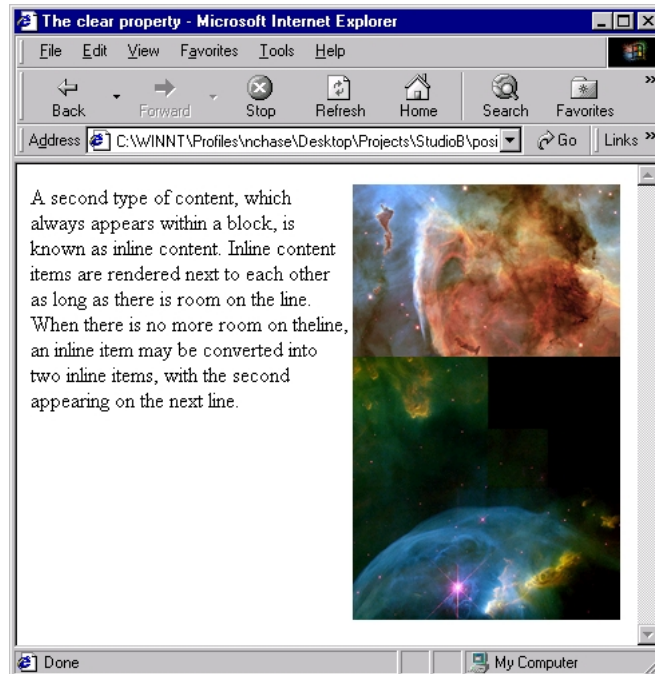 The clear property - Microsoft Internet Explorer
File Edit View Favorites Tools Help
Back Forward Stop Refresh Home Search Favorites »
Address C:\WINNT\Profiles\nchase\Desktop\Projects\StudioB\posi Go Links »
A second type of content, which
always appears within a block, is
known as inline content. Inline content
items are rendered next to each other
as long as there is room on the line.
When there is no more room on theline,
an inline item may be converted into
two inline items, with the second
appearing on the next line.
Done My Computer